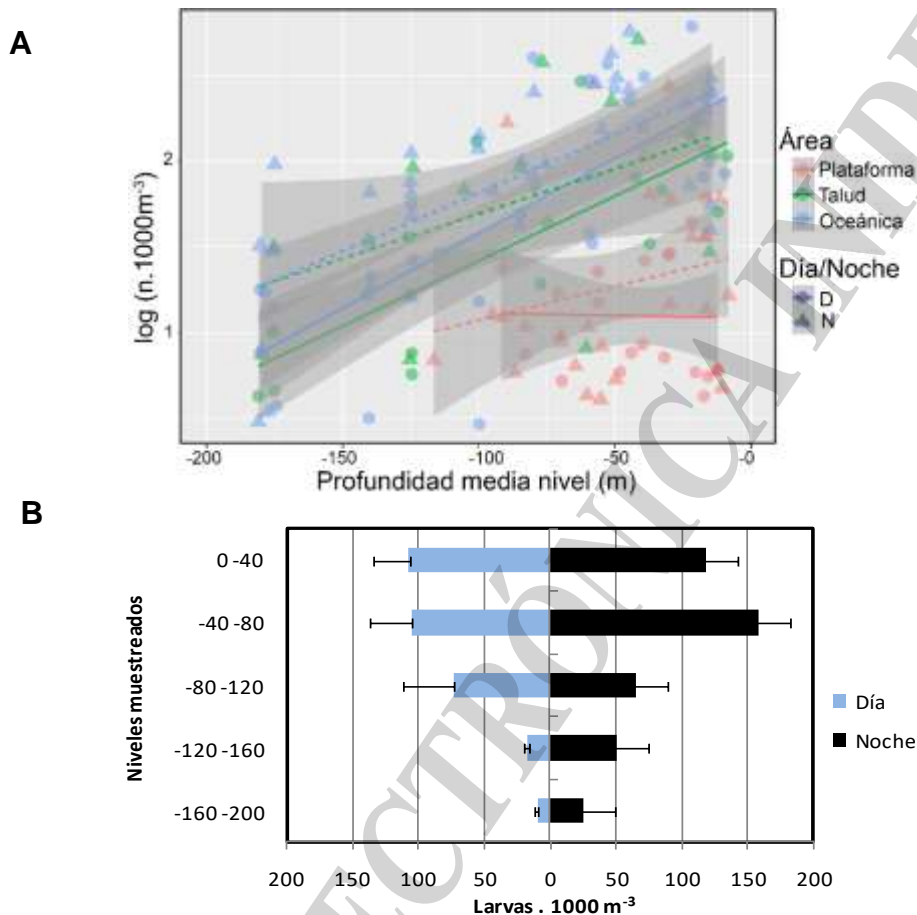 A
log (n.1000m⁻³)
2
1
-200
-150
-100
-50
-0
Profundidad media nivel (m)
Área
Plataforma
Talud
Oceánica
Día/Noche
D
N
B
Niveles muestreados
0 -40
-40 -80
-80 -120
-120 -160
-160 -200
200 150 100 50 0 50 100 150 200
Larvas . 1000 m⁻³
Día
Noche
ECTRÓNICA IND